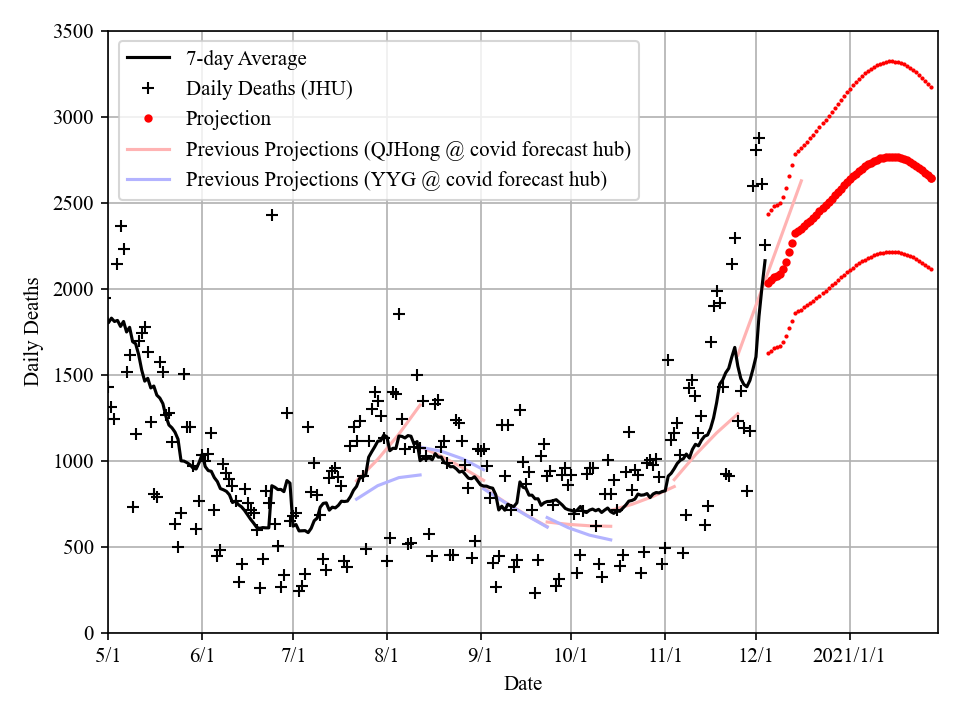 3500
3000
2500
2000
1500
1000
500
0
Daily Deaths
7-day Average
Daily Deaths (JHU)
Projection
Previous Projections (QJHong @ covid forecast hub)
Previous Projections (YYG @ covid forecast hub)
5/1 6/1 7/1 8/1 9/1 10/1 11/1 12/1 2021/1/1
Date